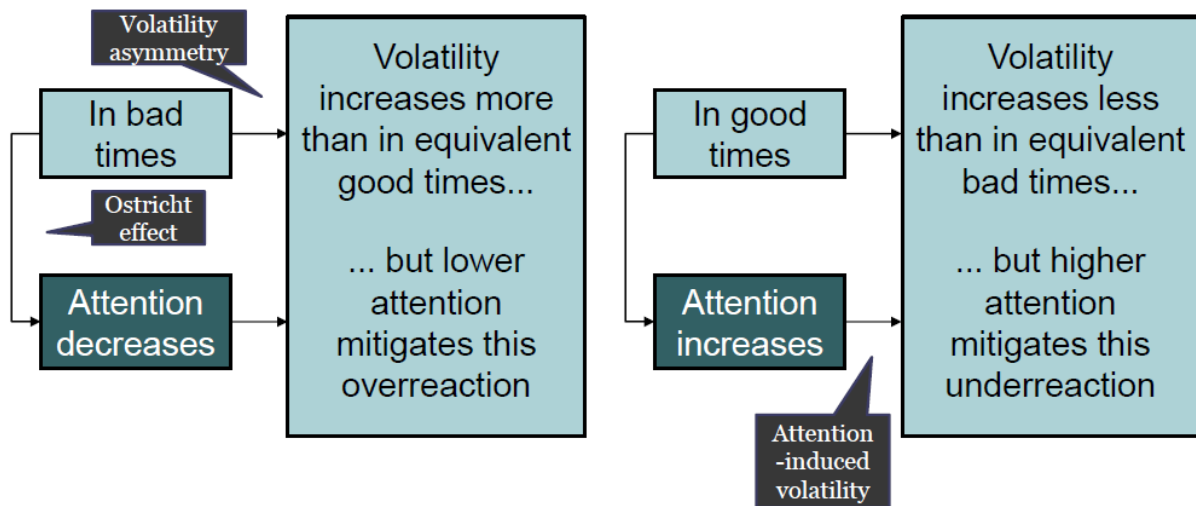 Volatility
asymmetry
In bad
times
Ostricht
effect
Attention
decreases
Volatility
increases more
than in equivalent
good times...
... but lower
attention
mitigates this
overreaction
In good
times
Attention
increases
Attention
-induced
volatility
Volatility
increases less
than in equivalent
bad times...
... but higher
attention
mitigates this
underreaction